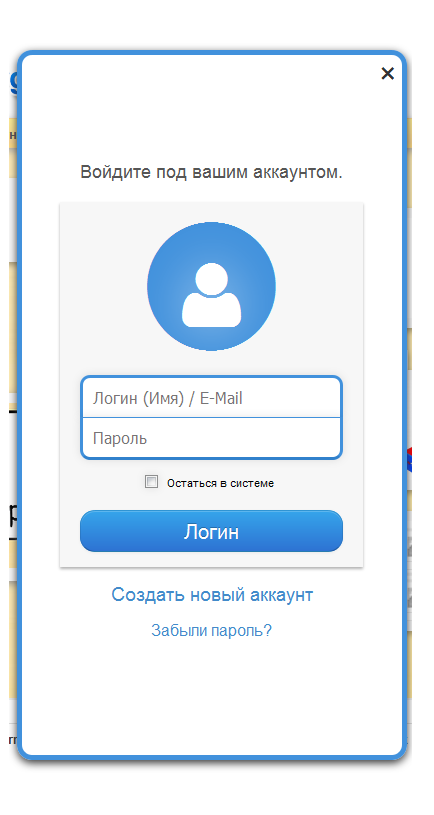 ×
Войдите под вашим аккаунтом.
Логин (Имя) / E-Mail
Пароль
Остаться в системе
Логин
Создать новый аккаунт
Забыли пароль?